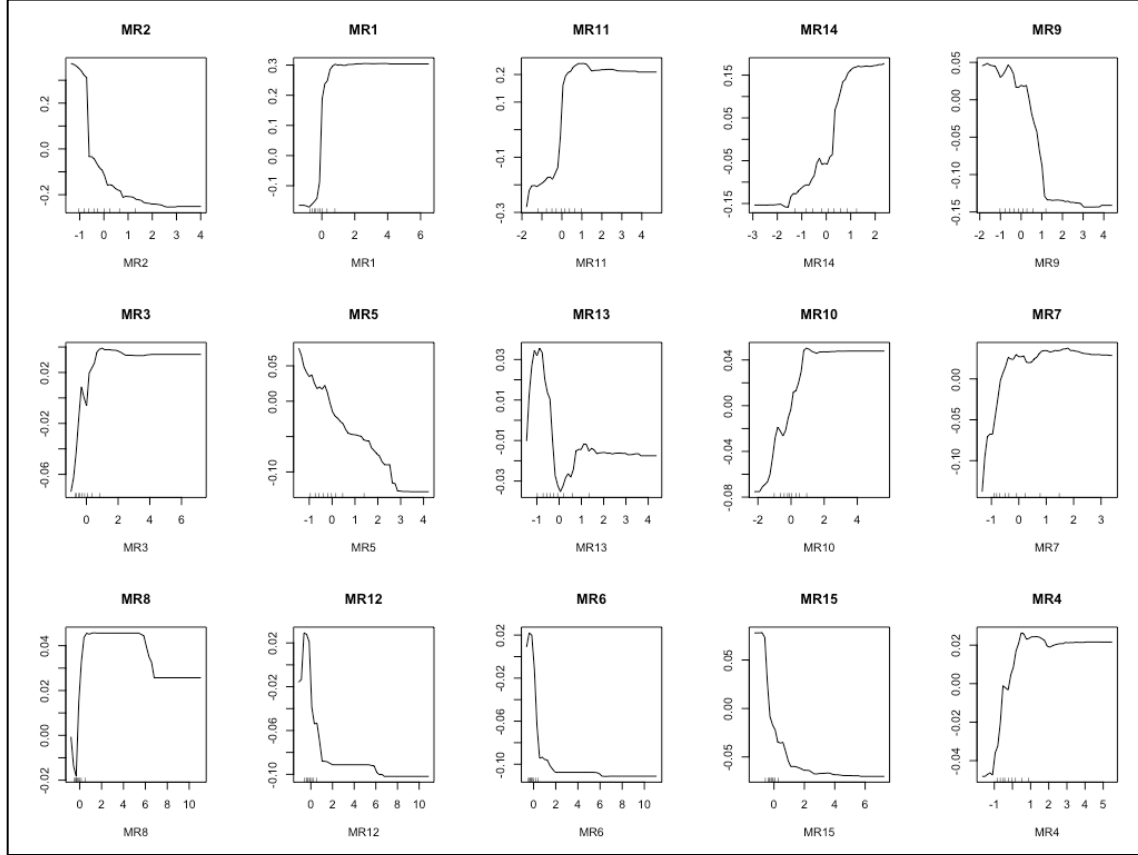 MR2 MR1 MR11 MR14 MR9
0.2 0.0 -0.2
-1 0 1 2 3 4
MR2
0.3 0.2 0.1 -0.1
0 2 4 6
MR1
0.2 0.1 -0.1 -0.3
-2 -1 0 1 2 3 4
MR11
0.15 0.05 -0.05 -0.15
-3 -2 -1 0 1 2
MR14
0.05 0.00 -0.05 -0.10 -0.15
-2 -1 0 1 2 3 4
MR9
MR3 MR5 MR13 MR10 MR7
0.02 -0.02 -0.06
0 2 4 6
MR3
0.05 0.00 -0.10
-1 0 1 2 3 4
MR5
0.03 0.01 -0.01 -0.03
-1 0 1 2 3 4
MR13
0.04 0.00 -0.04 -0.08
-2 0 2 4
MR10
0.00 -0.05 -0.10
-1 0 1 2 3
MR7
MR8 MR12 MR6 MR15 MR4
0.04 0.02 0.00 -0.02
0 2 4 6 8 10
MR8
0.02 -0.02 -0.06 -0.10
0 2 4 6 8 10
MR12
0.02 -0.02 -0.06 -0.10
0 2 4 6 8 10
MR6
0.05 -0.05
0 2 4 6
MR15
0.02 0.00 -0.02 -0.04
-1 0 1 2 3 4 5
MR4